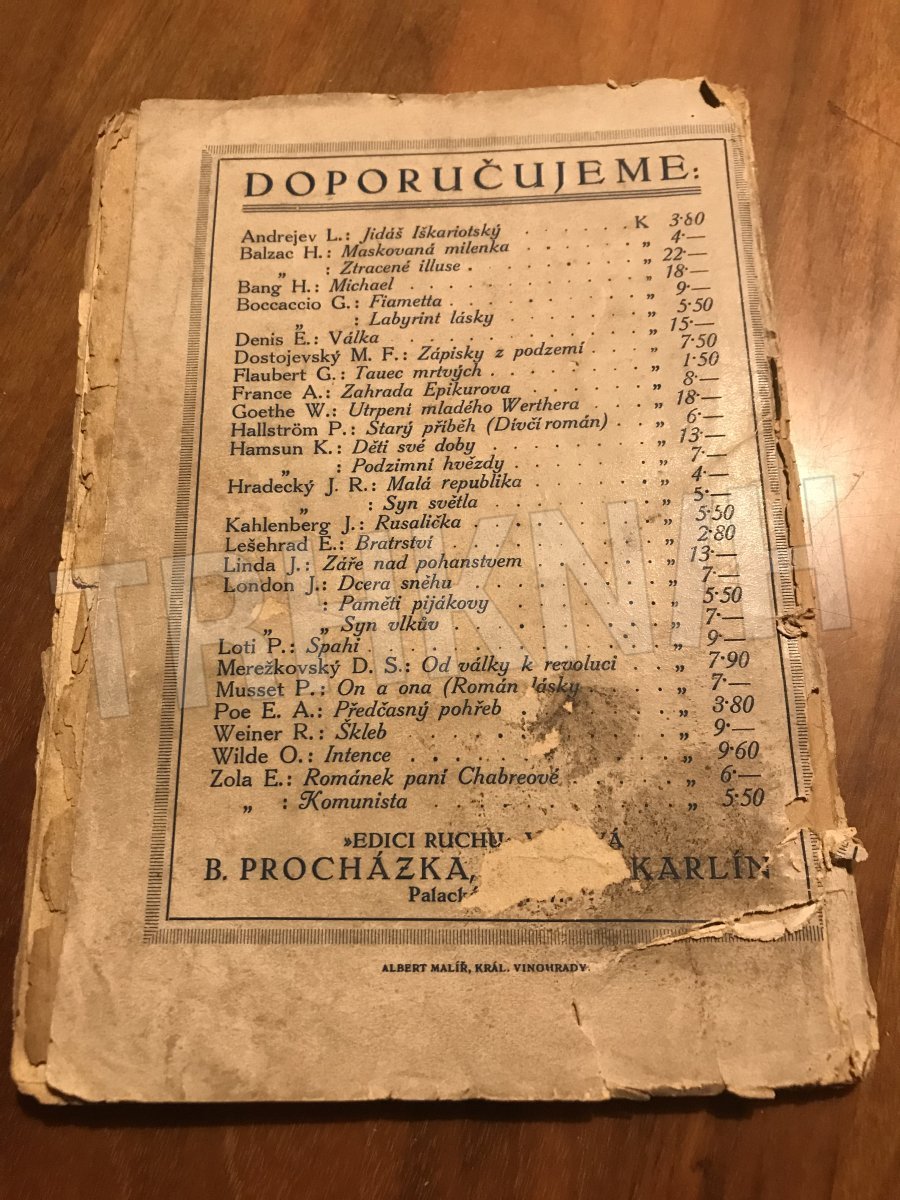 DOPORUČUJEME:
Andrejev L.: Jidáš Iškariotský . . . . . . K 3·80
Balzac H.: Maskovaná milenka . . . . . . „ 4·—
„ : Ztracené illuse . . . . . . „ 22·—
Bang H.: Michael . . . . . . „ 18·—
Boccaccio G.: Fiametta . . . . . . „ 9·—
„ : Labyrint lásky . . . . . . „ 5·50
Denis E.: Válka . . . . . . „ 15·—
Dostojevský M. F.: Zápisky z podzemí . . . „ 7·50
Flaubert G.: Tauec mrtvých . . . . . . „ 1·50
France A.: Zahrada Epikurova . . . . . . „ 8·—
Goethe W.: Utrpení mladého Werthera . . . „ 18·—
Hallström P.: Starý příběh (Dívčí román) . . „ 6·—
Hamsun K.: Děti své doby . . . . . . „ 13·—
„ : Podzimní hvězdy . . . . . . „ 7·—
Hradecký J. R.: Malá republika . . . . . . „ 4·—
„ : Syn světla . . . . . . „ 5·—
Kahlenberg J.: Rusalička . . . . . . „ 5·50
Lešehrad E.: Bratrství . . . . . . „ 2·80
Linda J.: Záře nad pohanstvem . . . . . . „ 13·—
London J.: Dcera sněhu . . . . . . „ 7·—
: Paměti pijákovy . . . . . . „ 5·50
„ „ Syn vlkův . . . . . . „ 7·—
Loti P.: Spahi . . . . . . „ 9·—
Merežkovský D. S.: Od války k revoluci . . „ 7·90
Musset P.: On a ona (Román lásky „ 7·—
Poe E. A.: Předčasný pohřeb . . . . . . „ 3·80
Weiner R.: Škleb . . . . . . „ 9·—
Wilde O.: Intence . . . . . . „ 9·60
Zola E.: Románek paní Chabreové . . . . „ 6·—
„ : Komunista . . . . . . „ 5·50
»EDICI RUCHU«
B. PROCHÁZKA, KARLÍN
ALBERT MALÍŘ, KRÁL. VINOHRADY.